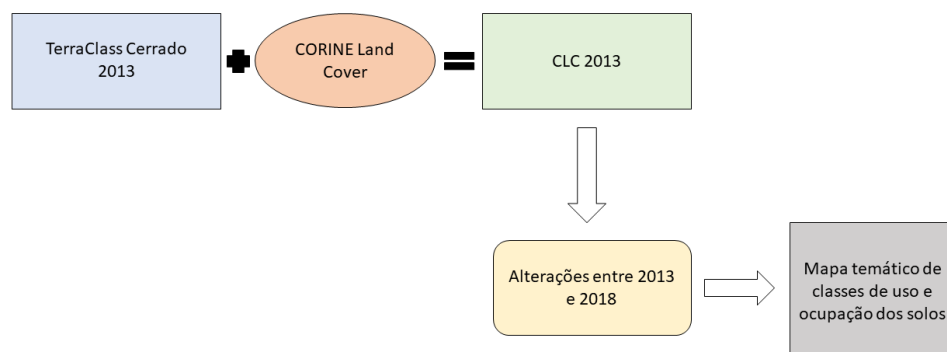 TerraClass Cerrado
2013
CORINE Land
Cover
CLC 2013
Alterações entre 2013
e 2018
Mapa temático de
classes de uso e
ocupação dos solos